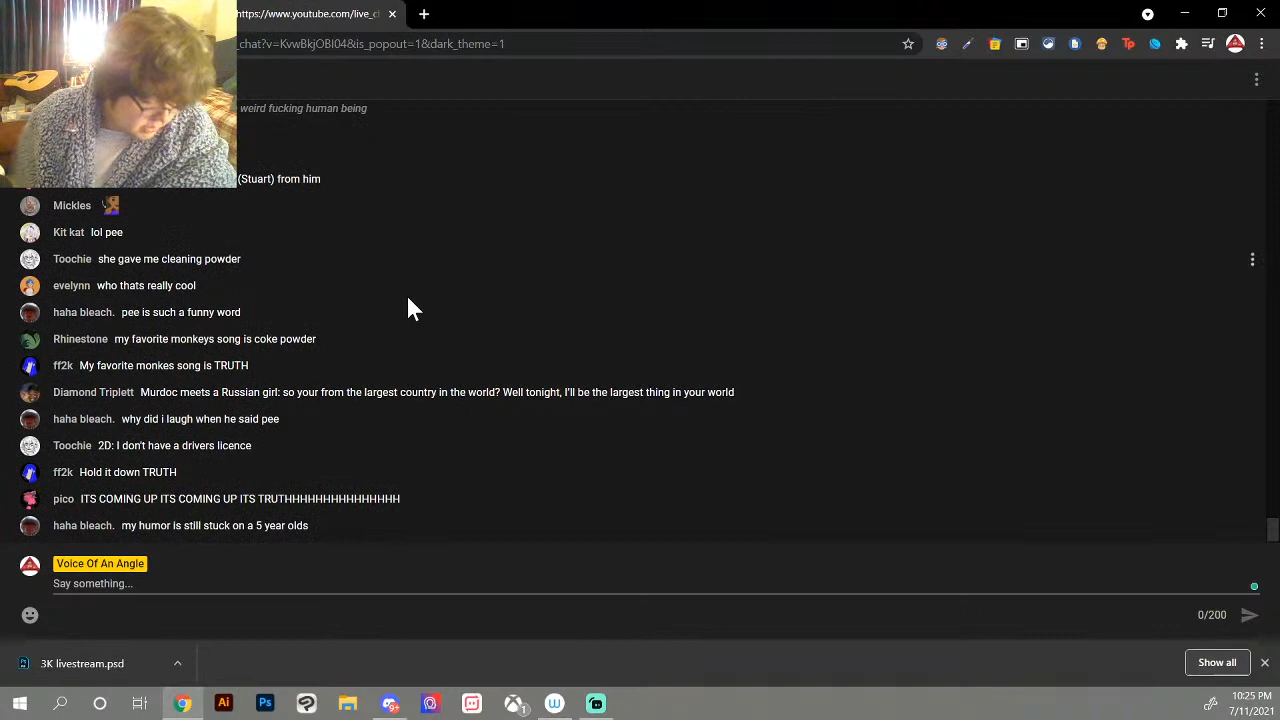 https://www.youtube.com/live_c
chat?v=KvwBkjOBI04&is_popout=1&dark_theme=1
weird fucking human being
(Stuart) from him
Mickles
Kit kat lol pee
Toochie she gave me cleaning powder
evelynn who thats really cool
haha bleach. pee is such a funny word
Rhinestone my favorite monkeys song is coke powder
ff2k My favorite monkes song is TRUTH
Diamond Triplett Murdoc meets a Russian girl: so your from the largest country in the world? Well tonight, I'll be the largest thing in your world
haha bleach. why did i laugh when he said pee
Toochie 2D: I don't have a drivers licence
ff2k Hold it down TRUTH
pico ITS COMING UP ITS COMING UP ITS TRUTHHHHHHHHHHHHHHH
haha bleach. my humor is still stuck on a 5 year olds
Voice Of An Angle
Say something...
0/200
3K livestream.psd
Show all
10:25 PM
7/11/2021